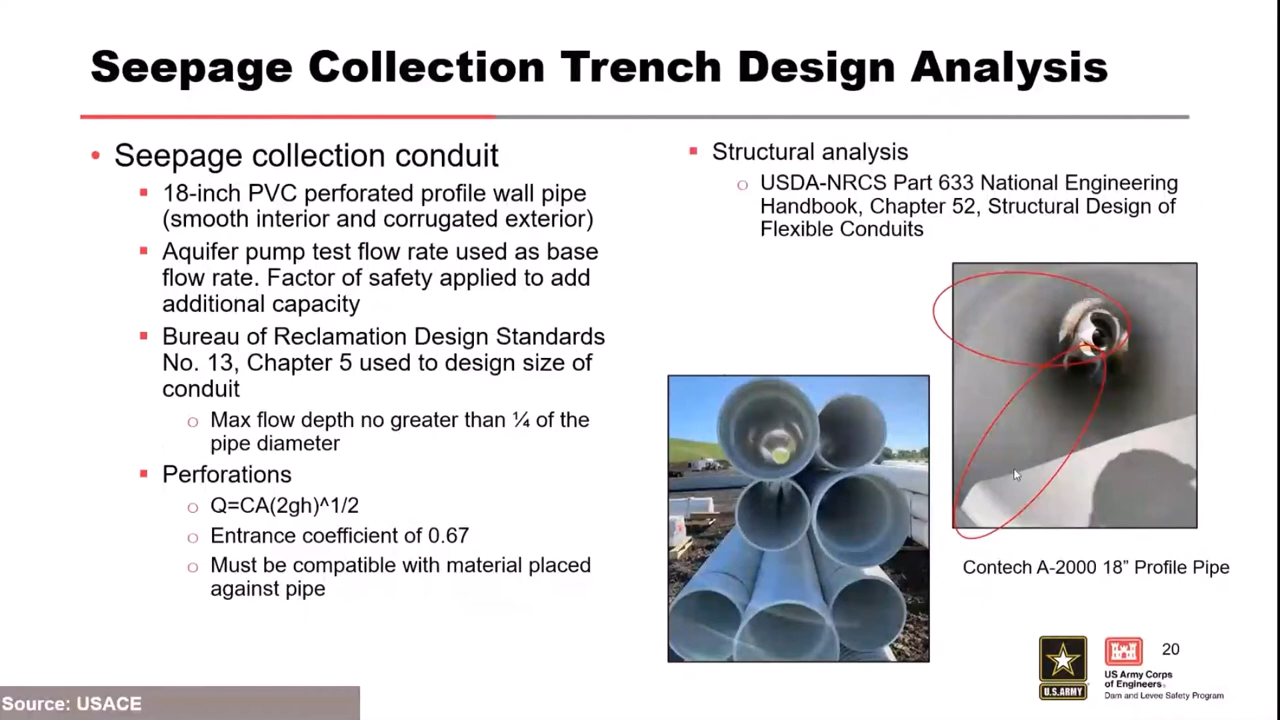 Seepage Collection Trench Design Analysis
• Seepage collection conduit
▪ 18-inch PVC perforated profile wall pipe
(smooth interior and corrugated exterior)
▪ Aquifer pump test flow rate used as base
flow rate. Factor of safety applied to add
additional capacity
▪ Bureau of Reclamation Design Standards
No. 13, Chapter 5 used to design size of
conduit
o Max flow depth no greater than ¼ of the
pipe diameter
▪ Perforations
o Q=CA(2gh)^1/2
o Entrance coefficient of 0.67
o Must be compatible with material placed
against pipe
▪ Structural analysis
o USDA-NRCS Part 633 National Engineering
Handbook, Chapter 52, Structural Design of
Flexible Conduits
Contech A-2000 18” Profile Pipe
U.S.ARMY
US Army Corps
of Engineers®
Dam and Levee Safety Program
20
Source: USACE